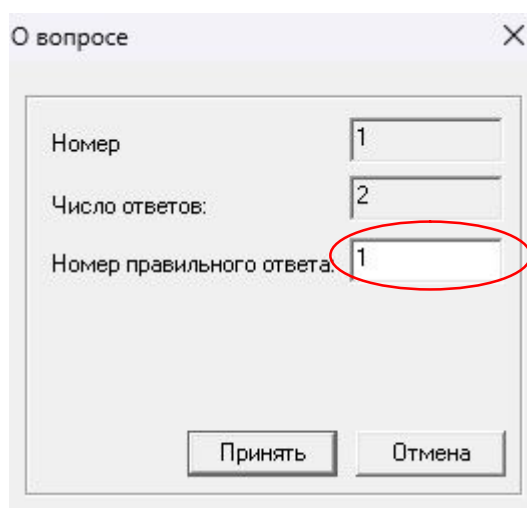 О вопросе
Номер 1
Число ответов: 2
Номер правильного ответа: 1
Принять Отмена